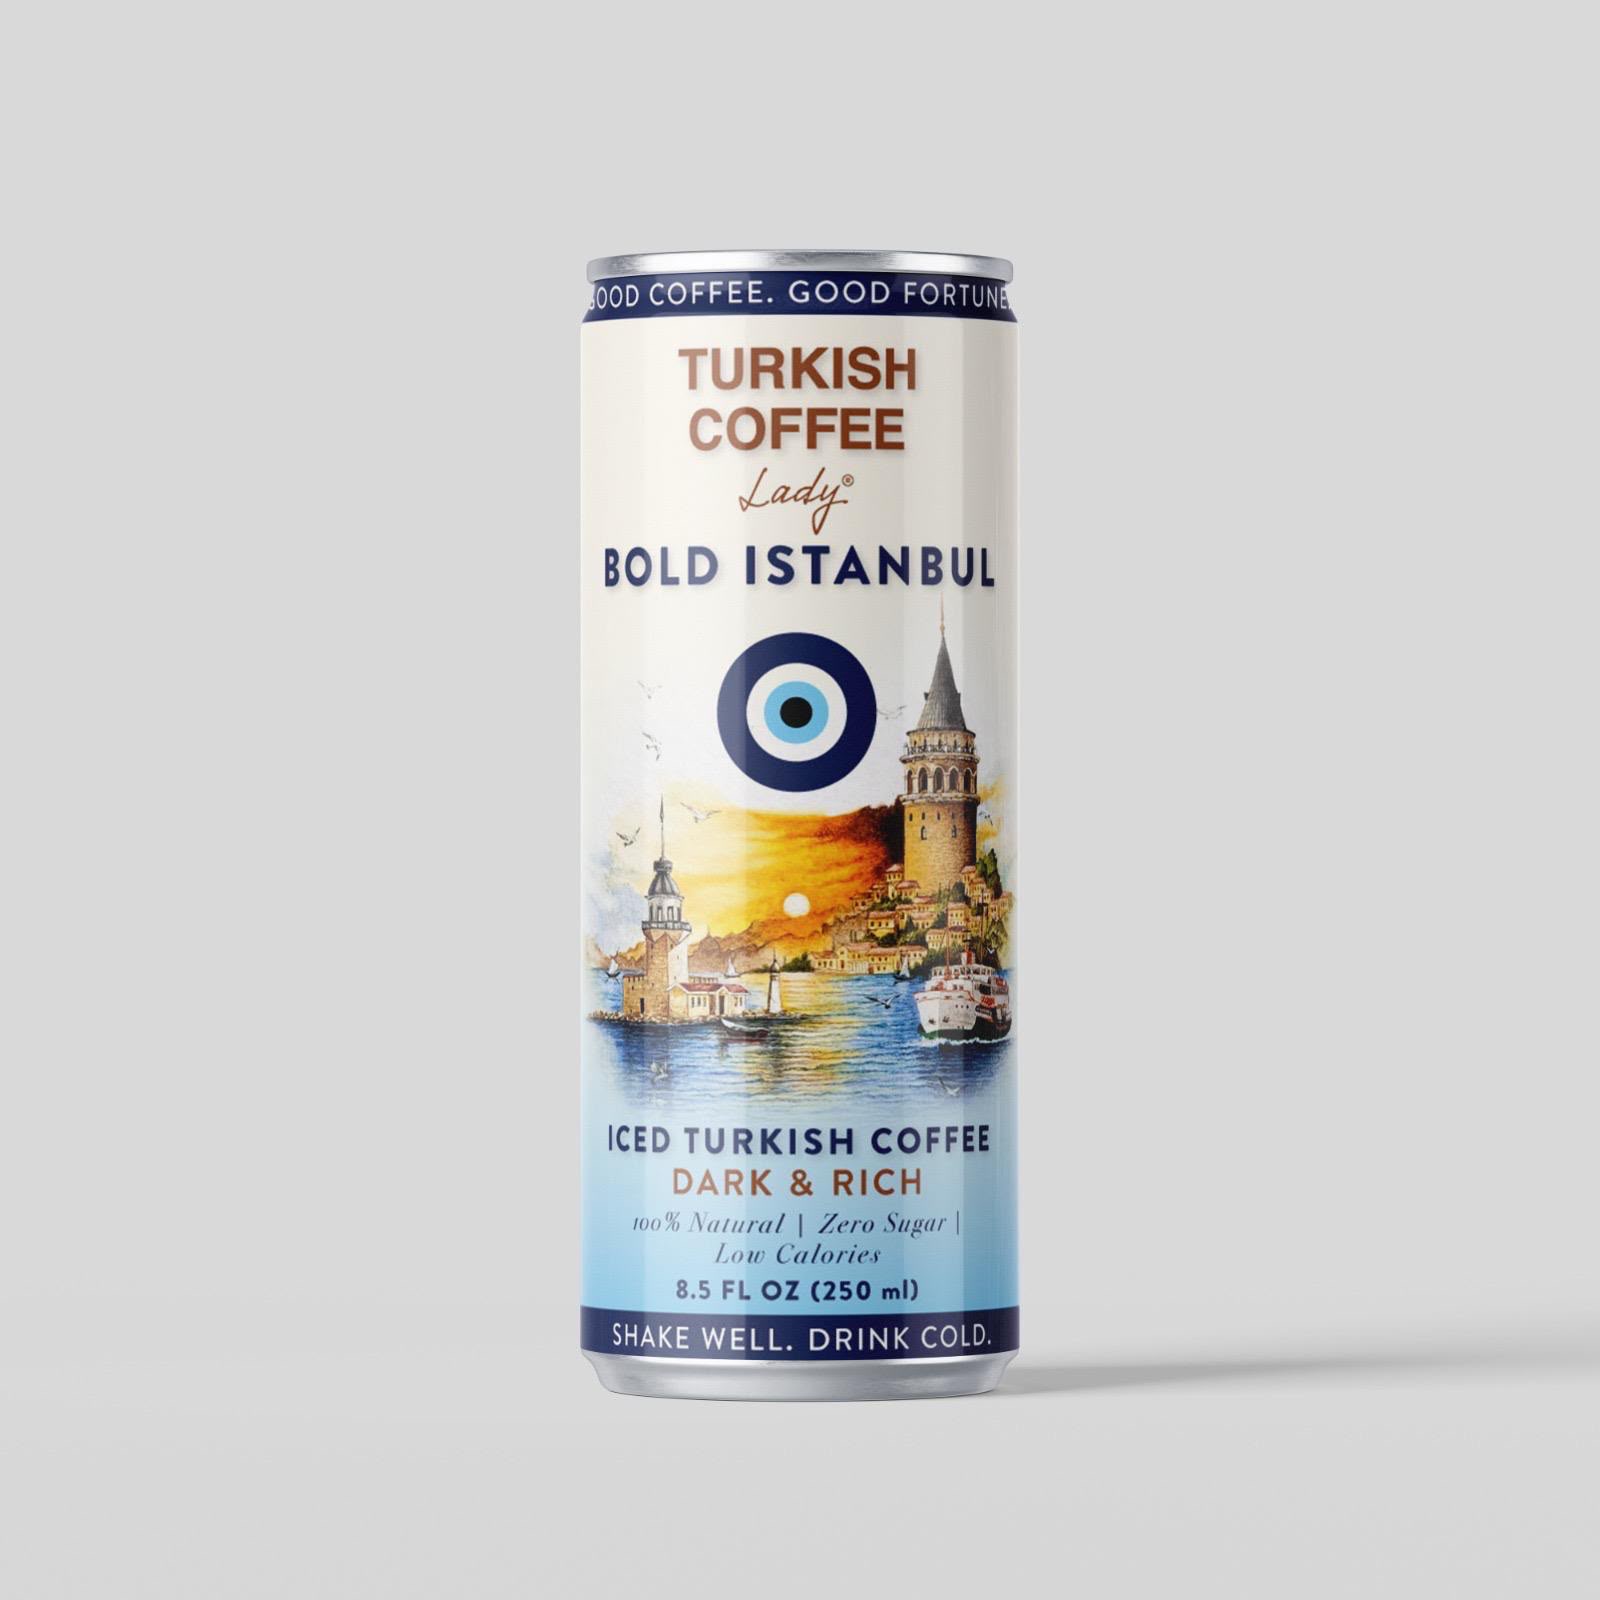 GOOD COFFEE. GOOD FORTUNE.
TURKISH
COFFEE
Lady®
BOLD ISTANBUL
ICED TURKISH COFFEE
DARK & RICH
100% Natural | Zero Sugar |
Low Calories
8.5 FL OZ (250 ml)
SHAKE WELL. DRINK COLD.